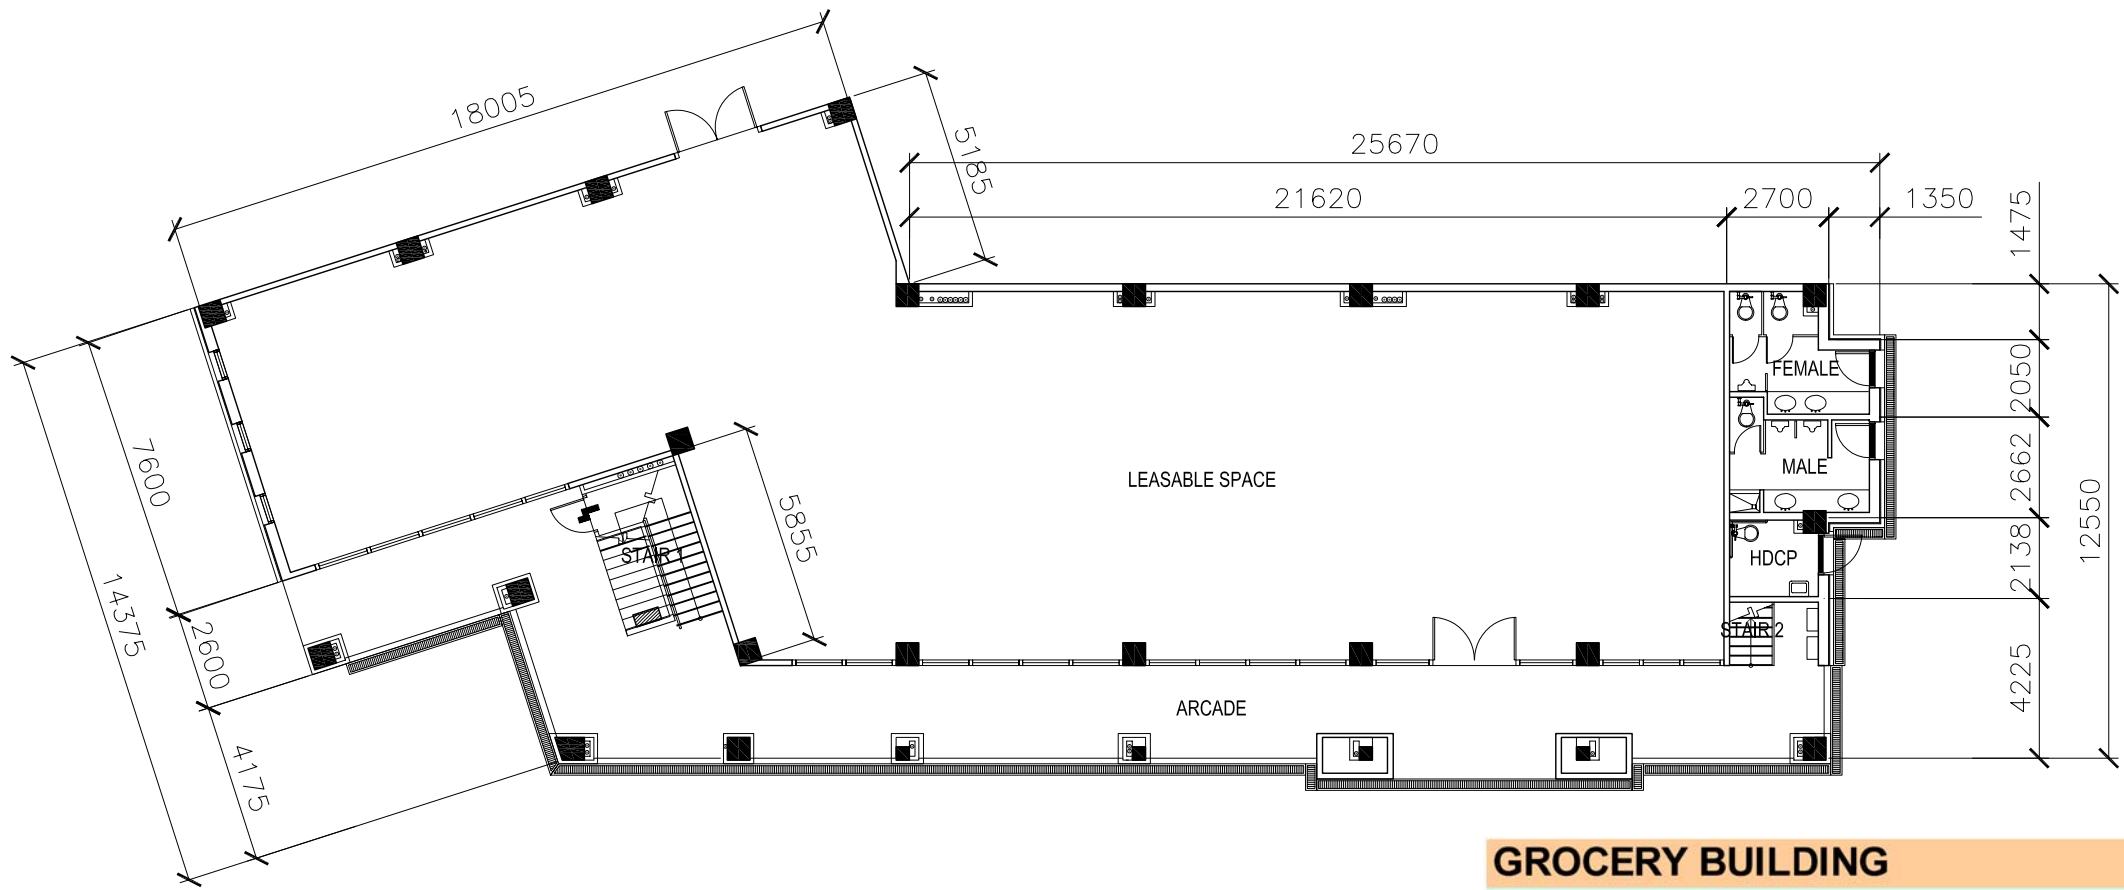 18005
5185
25670
21620
2700
1350
1475
FEMALE
2050
7600
LEASABLE SPACE
MALE
2662
12550
5855
STAIR 1
HDCP
2138
14375
2600
STAIR 2
4225
ARCADE
4175
GROCERY BUILDING